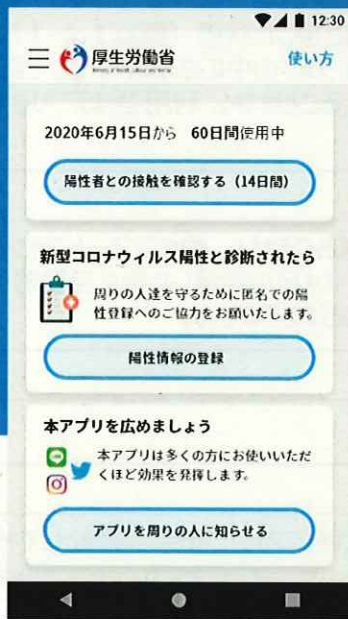 12:30
厚生労働省
使い方
2020年6月15日から 60日間使用中
陽性者との接触を確認する（14日間）
新型コロナウィルス陽性と診断されたら
周りの人達を守るために匿名での陽
性登録へのご協力をお願いたします。
陽性情報の登録
本アプリを広めましょう
本アプリは多くの方にお使いいただ
くほど効果を発揮します。
アプリを周りの人に知らせる